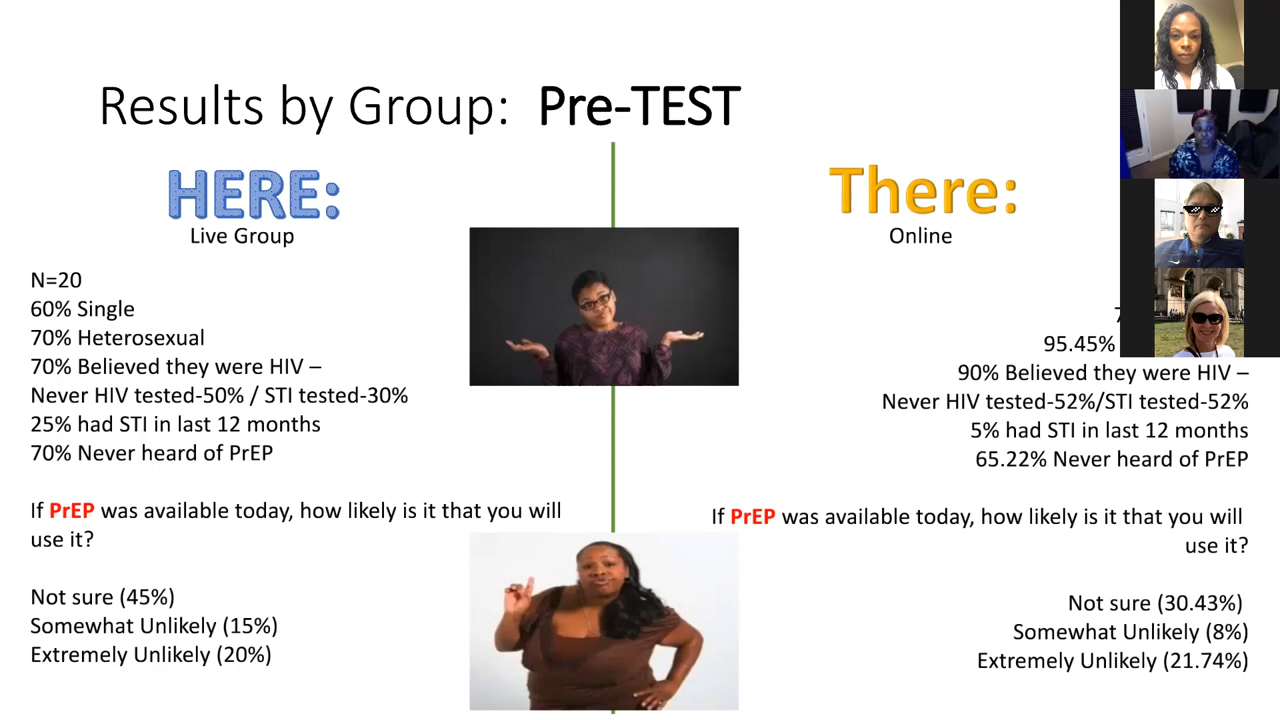 Results by Group: Pre-TEST
HERE:
Live Group
N=20
60% Single
70% Heterosexual
70% Believed they were HIV –
Never HIV tested-50% / STI tested-30%
25% had STI in last 12 months
70% Never heard of PrEP
If PrEP was available today, how likely is it that you will
use it?
Not sure (45%)
Somewhat Unlikely (15%)
Extremely Unlikely (20%)
There:
Online
95.45%
90% Believed they were HIV –
Never HIV tested-52%/STI tested-52%
5% had STI in last 12 months
65.22% Never heard of PrEP
If PrEP was available today, how likely is it that you will
use it?
Not sure (30.43%)
Somewhat Unlikely (8%)
Extremely Unlikely (21.74%)